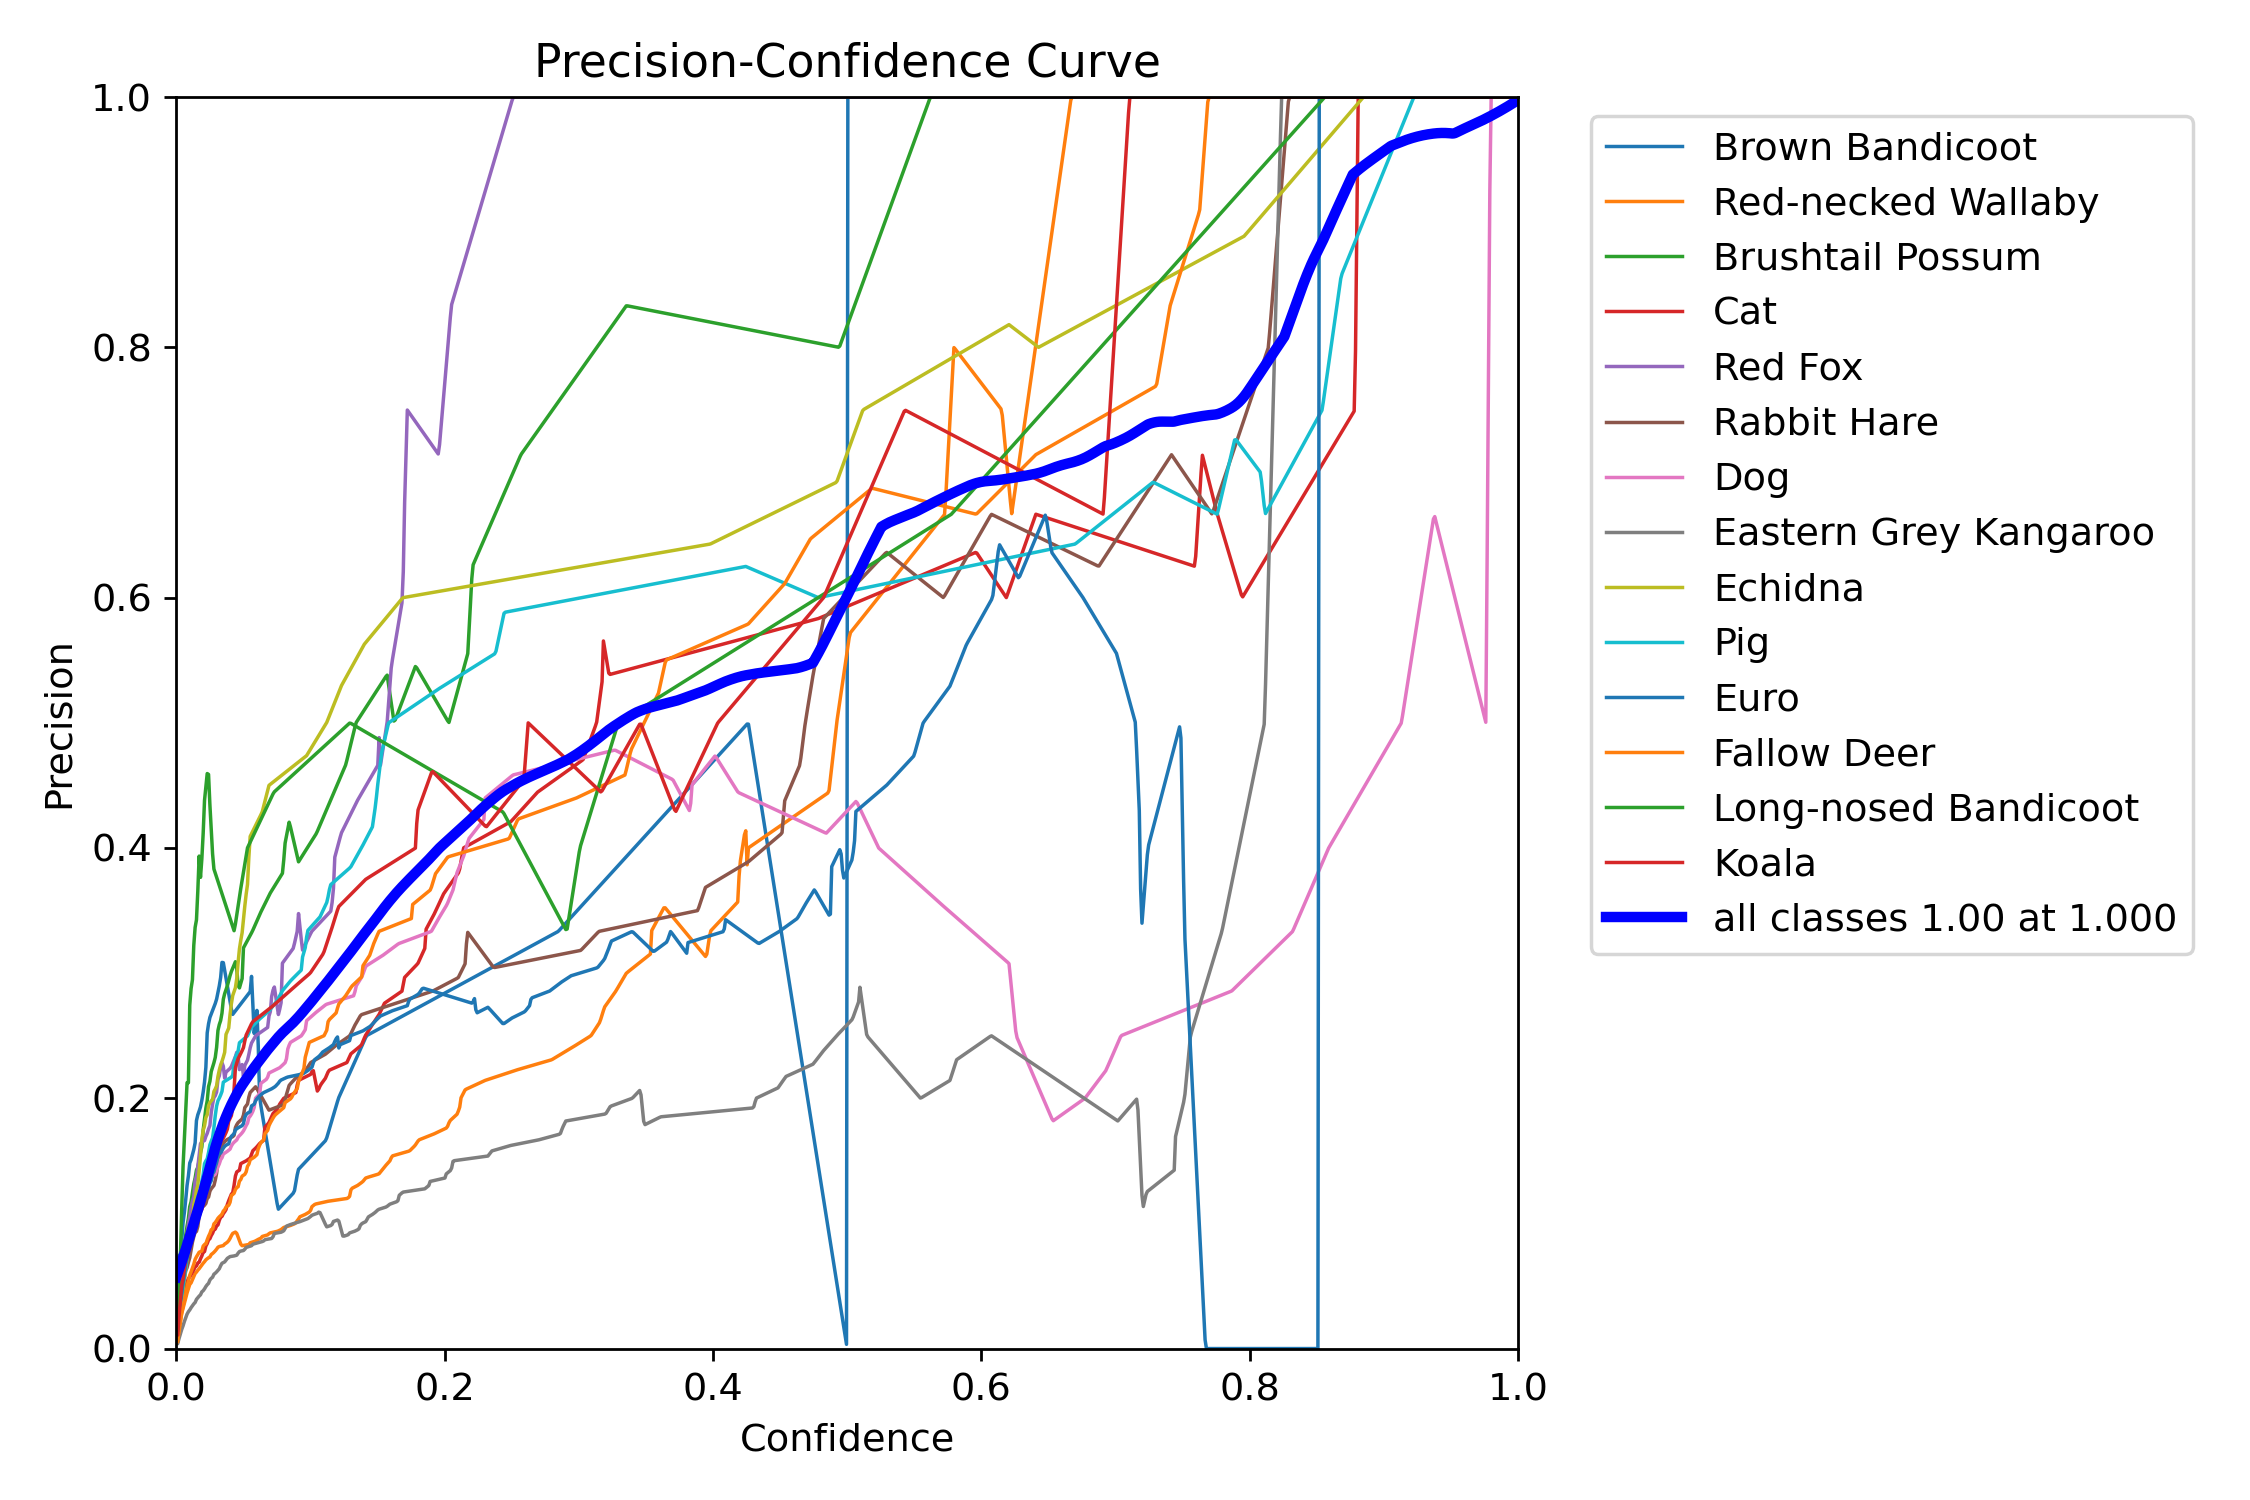 Precision-Confidence Curve
1.0
0.8
0.6
0.4
0.2
0.0
Precision
0.0
0.2
0.4
0.6
0.8
1.0
Confidence
Brown Bandicoot
Red-necked Wallaby
Brushtail Possum
Cat
Red Fox
Rabbit Hare
Dog
Eastern Grey Kangaroo
Echidna
Pig
Euro
Fallow Deer
Long-nosed Bandicoot
Koala
all classes 1.00 at 1.000